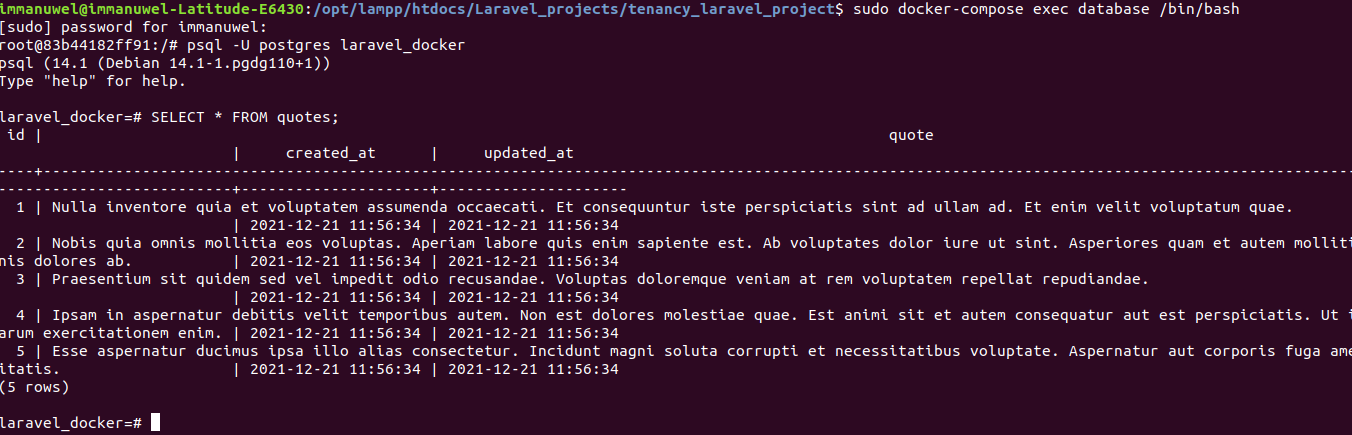 immanuwel@immanuwel-Latitude-E6430:/opt/lampp/htdocs/Laravel_projects/tenancy_laravel_project$ sudo docker-compose exec database /bin/bash
[sudo] password for immanuwel:
root@83b44182ff91:/# psql -U postgres laravel_docker
psql (14.1 (Debian 14.1-1.pgdg110+1))
Type "help" for help.

laravel_docker=# SELECT * FROM quotes;
 id |                                                                                               quote
                          |     created_at      |     updated_at
----+---------------------------------------------------------------------------------------------------------------------------------------------------
--------------------------+---------------------+---------------------
  1 | Nulla inventore quia et voluptatem assumenda occaecati. Et consequuntur iste perspiciatis sint ad ullam ad. Et enim velit voluptatum quae.
                          | 2021-12-21 11:56:34 | 2021-12-21 11:56:34
  2 | Nobis quia omnis mollitia eos voluptas. Aperiam labore quis enim sapiente est. Ab voluptates dolor iure ut sint. Asperiores quam et autem molliti
nis dolores ab.           | 2021-12-21 11:56:34 | 2021-12-21 11:56:34
  3 | Praesentium sit quidem sed vel impedit odio recusandae. Voluptas doloremque veniam at rem voluptatem repellat repudiandae.
                          | 2021-12-21 11:56:34 | 2021-12-21 11:56:34
  4 | Ipsam in aspernatur debitis velit temporibus autem. Non est dolores molestiae quae. Est animi sit et autem consequatur aut est perspiciatis. Ut i
arum exercitationem enim. | 2021-12-21 11:56:34 | 2021-12-21 11:56:34
  5 | Esse aspernatur ducimus ipsa illo alias consectetur. Incidunt magni soluta corrupti et necessitatibus voluptate. Aspernatur aut corporis fuga ame
itatis.                   | 2021-12-21 11:56:34 | 2021-12-21 11:56:34
(5 rows)

laravel_docker=#